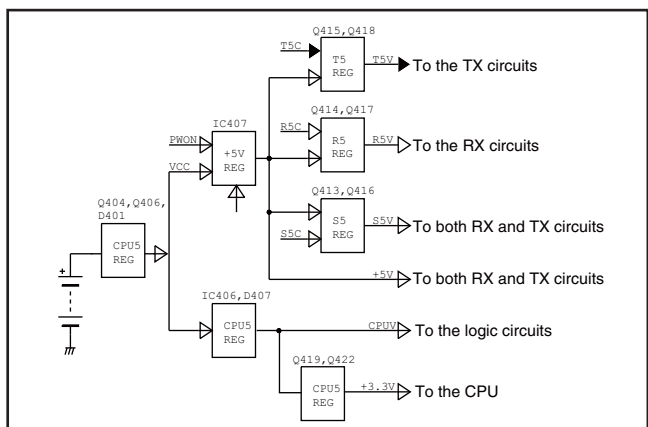 Q415,Q418
T5C
T5
REG
T5V
To the TX circuits
Q414,Q417
IC407
R5C
R5
REG
R5V
To the RX circuits
PWON
+5V
REG
VCC
Q413,Q416
Q404,Q406,
D401
S5
REG
S5V
To both RX and TX circuits
S5C
CPU5
REG
+
+5V
To both RX and TX circuits
IC406,D407
CPU5
REG
CPUV
To the logic circuits
Q419,Q422
CPU5
REG
+3.3V
To the CPU